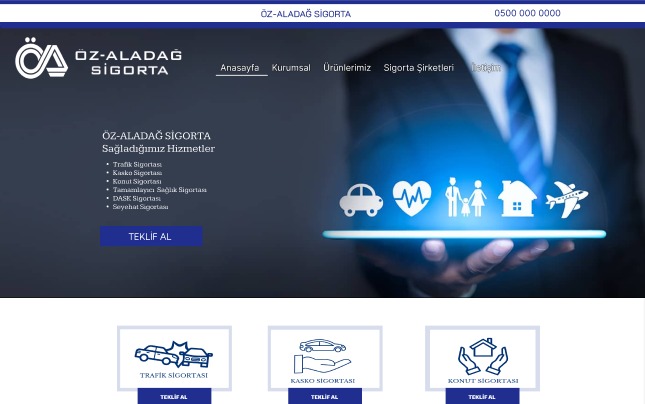 ÖZ-ALADAĞ SİGORTA
0500 000 0000
ÖA ÖZ-ALADAĞ
SİGORTA
Anasayfa Kurumsal Ürünlerimiz Sigorta Şirketleri İletişim
ÖZ-ALADAĞ SİGORTA
Sağladığımız Hizmetler
• Trafik Sigortası
• Kasko Sigortası
• Konut Sigortası
• Tamamlayıcı Sağlık Sigortası
• DASK Sigortası
• Seyehat Sigortası
TEKLİF AL
TRAFİK SİGORTASI
KASKO SİGORTASI
KONUT SİGORTASI
TEKLİF AL
TEKLİF AL
TEKLİF AL